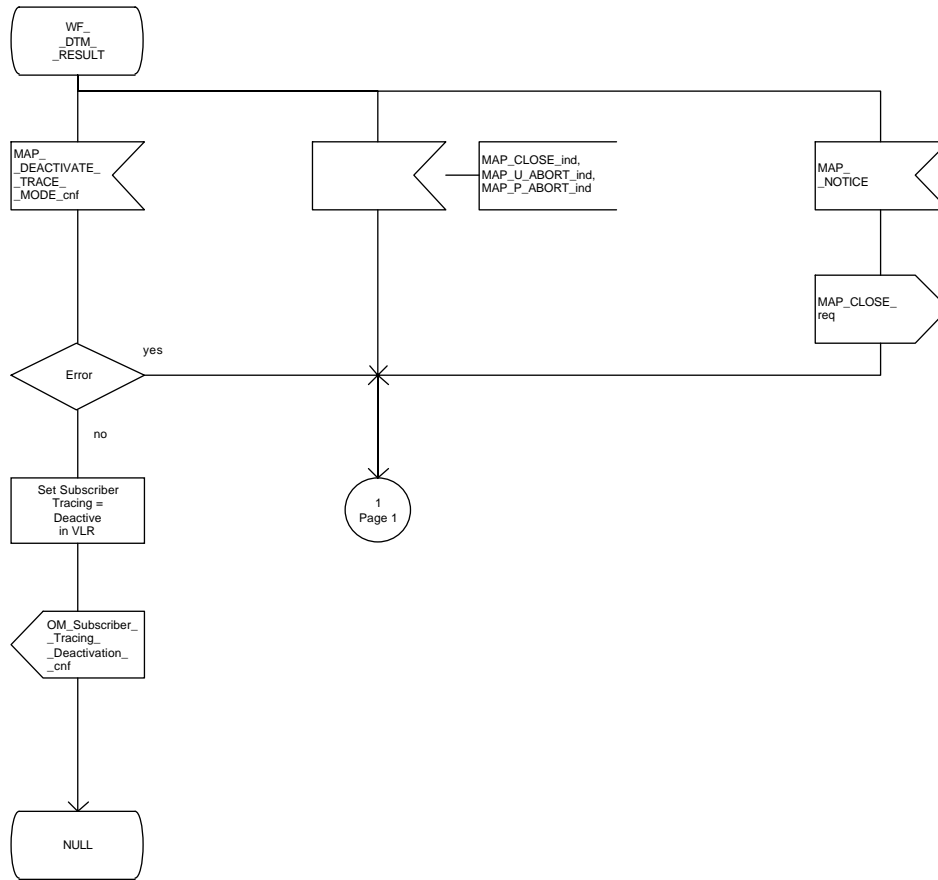 WF_
_DTM_
_RESULT
MAP_
_DEACTIVATE_
_TRACE_
_MODE_cnf
MAP_CLOSE_ind,
MAP_U_ABORT_ind,
MAP_P_ABORT_ind
MAP_
_NOTICE
MAP_CLOSE_
req
yes
Error
no
Set Subscriber
Tracing =
Deactive
in VLR
1
Page 1
OM_Subscriber_
_Tracing_
_Deactivation_
_cnf
NULL